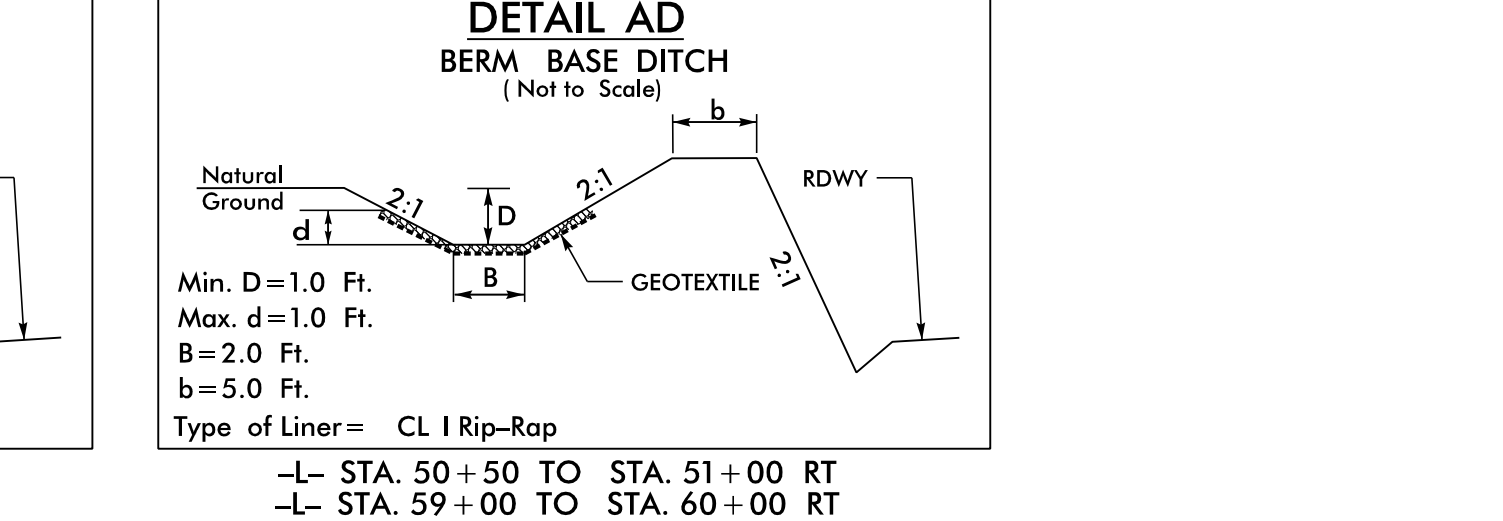 DETAIL AD
BERM BASE DITCH
( Not to Scale)
b
Natural
Ground
2:1
D
2:1
RDWY
d
B
GEOTEXTILE
2:1
Min. D=1.0 Ft.
Max. d=1.0 Ft.
B=2.0 Ft.
b=5.0 Ft.
Type of Liner= CL I Rip-Rap
-L- STA. 50+50 TO STA. 51+00 RT
-L- STA. 59+00 TO STA. 60+00 RT